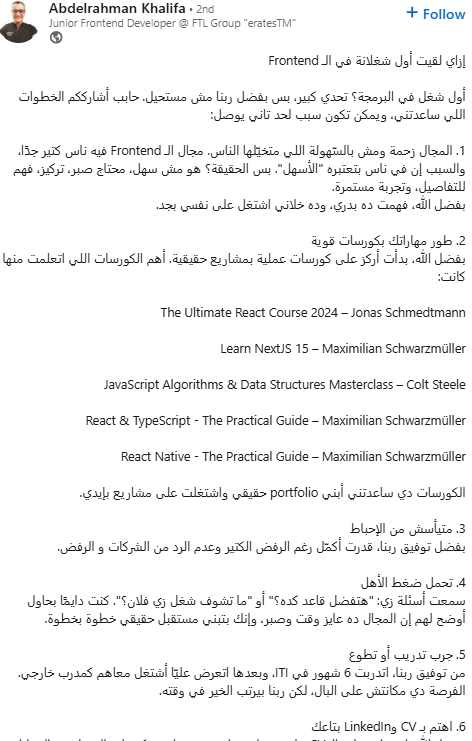 Abdelrahman Khalifa • 2nd
Junior Frontend Developer @ FTL Group "eratesTM"
+ Follow
إزاي لقيت أول شغلانة في الـ Frontend
أول شغل في البرمجة؟ تحدي كبير، بس بفضل ربنا مش مستحيل. حابب أشارككم الخطوات
اللي ساعدتني، ويمكن تكون سبب لحد تاني يوصل:
1. المجال زحمة ومش بالسّهولة اللي متخيّلها الناس. مجال الـ Frontend فيه ناس كتير جدًا،
والسبب إن في ناس بتعتبره "الأسهل". بس الحقيقة؟ هو مش سهل، محتاج صبر، تركيز، فهم
للتفاصيل، وتجربة مستمرة.
بفضل الله، فهمت ده بدري، وده خلاني اشتغل على نفسي بجد.
2. طور مهاراتك بكورسات قوية
بفضل الله، بدأت أركز على كورسات عملية بمشاريع حقيقية. أهم الكورسات اللي اتعلمت منها
كانت:
The Ultimate React Course 2024 – Jonas Schmedtmann
Learn NextJS 15 – Maximilian Schwarzmüller
JavaScript Algorithms & Data Structures Masterclass – Colt Steele
React & TypeScript - The Practical Guide – Maximilian Schwarzmüller
React Native - The Practical Guide – Maximilian Schwarzmüller
الكورسات دي ساعدتني أبني portfolio حقيقي واشتغلت على مشاريع بإيدي.
3. متيأسش من الإحباط
بفضل توفيق ربنا، قدرت أكمّل رغم الرفض الكتير وعدم الرد من الشركات و الرفض.
4. تحمل ضغط الأهل
سمعت أسئلة زي: "هتفضل قاعد كده؟" أو "ما تشوف شغل زي فلان؟". كنت دايمًا بحاول
أوضح لهم إن المجال ده عايز وقت وصبر، وإنك بتبني مستقبل حقيقي خطوة بخطوة.
5. جرب تدريب أو تطوع
من توفيق ربنا، اتدربت 6 شهور في ITI، وبعدها اتعرض عليّا أشتغل معاهم كمدرب خارجي.
الفرصة دي مكانتش على البال، لكن ربنا بيرتب الخير في وقته.
6. اهتم بـ CV وLinkedIn بتاعك